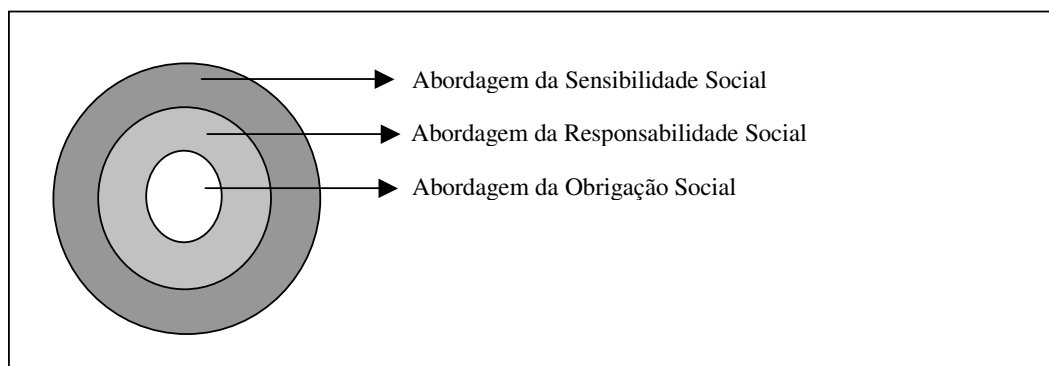 Abordagem da Sensibilidade Social
Abordagem da Responsabilidade Social
Abordagem da Obrigação Social